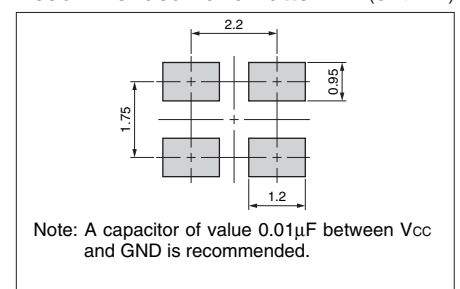 2.2
0.95
1.75
1.2
Note: A capacitor of value 0.01μF between Vcc
and GND is recommended.